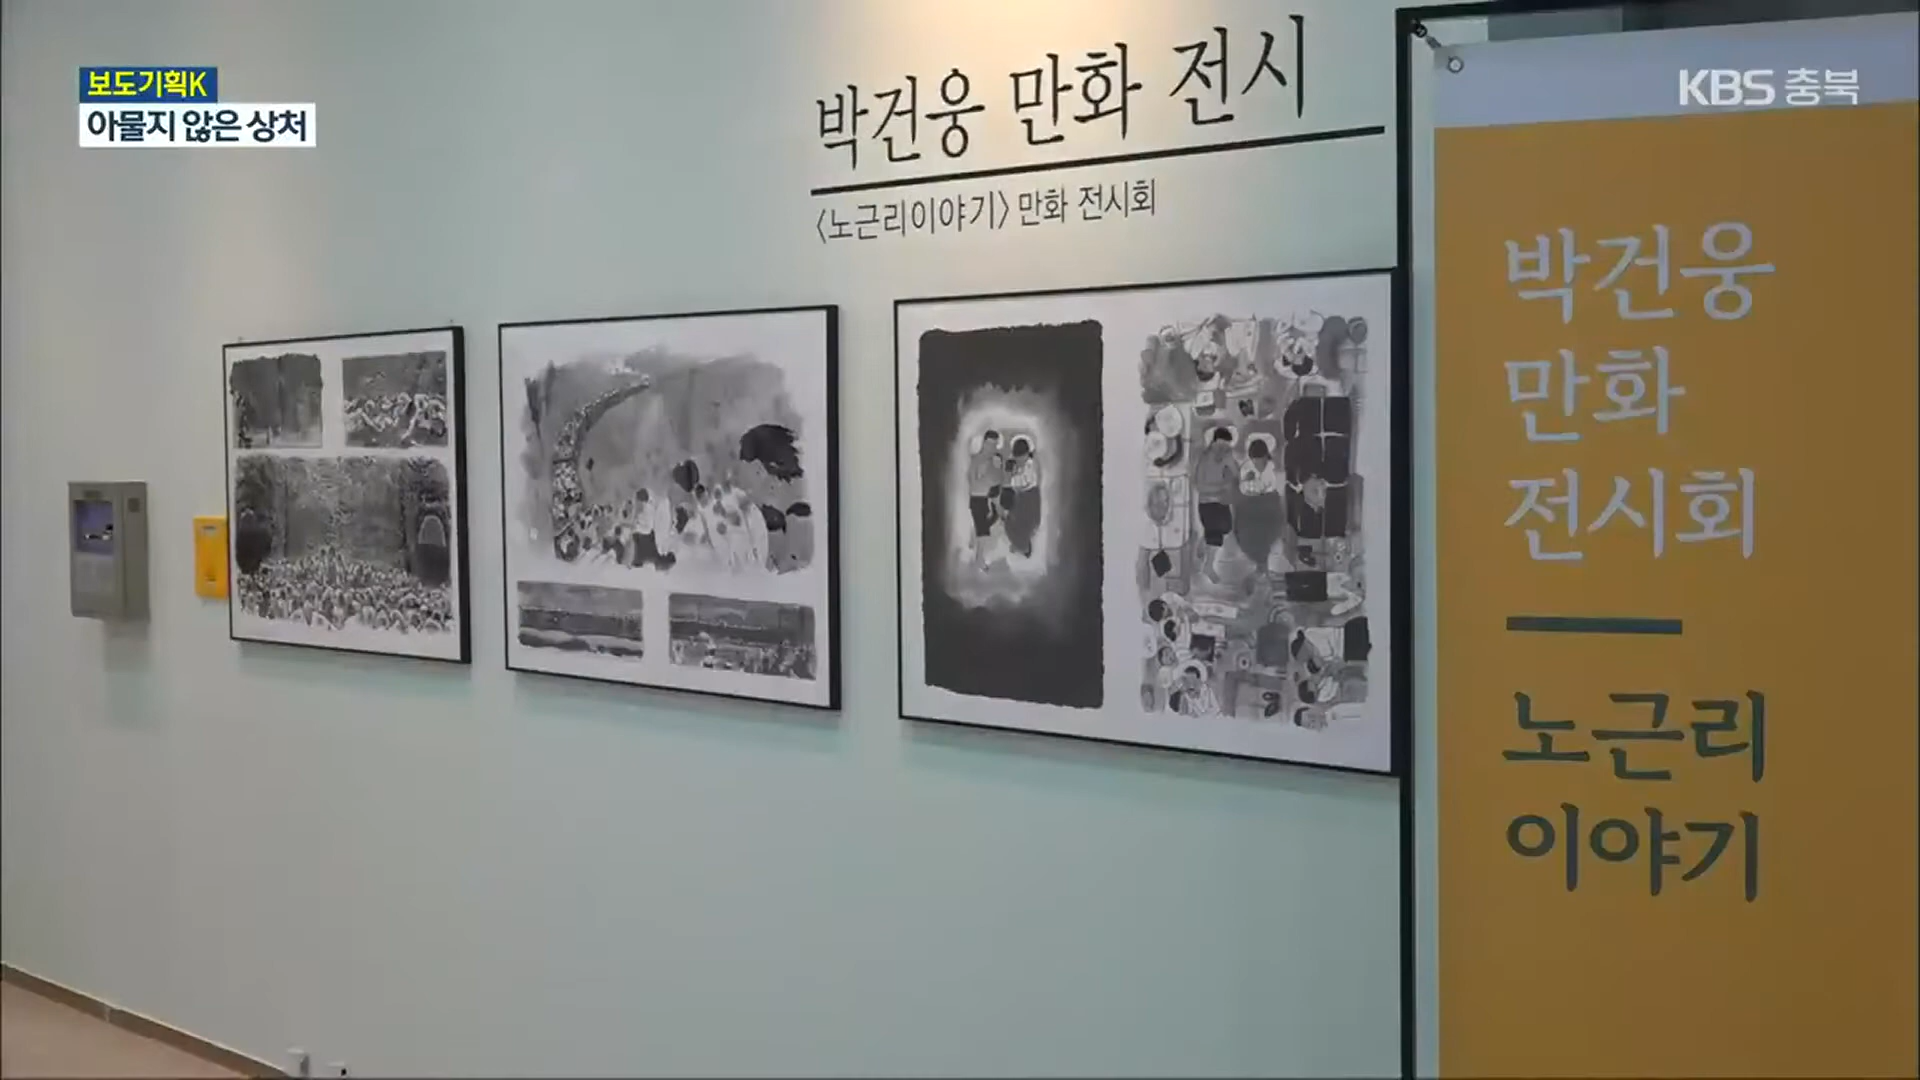 보도기획K
아물지 않은 상처
KBS 충북
박건웅 만화 전시
〈노근리이야기〉 만화 전시회
박건웅
만화
전시회
노근리
이야기